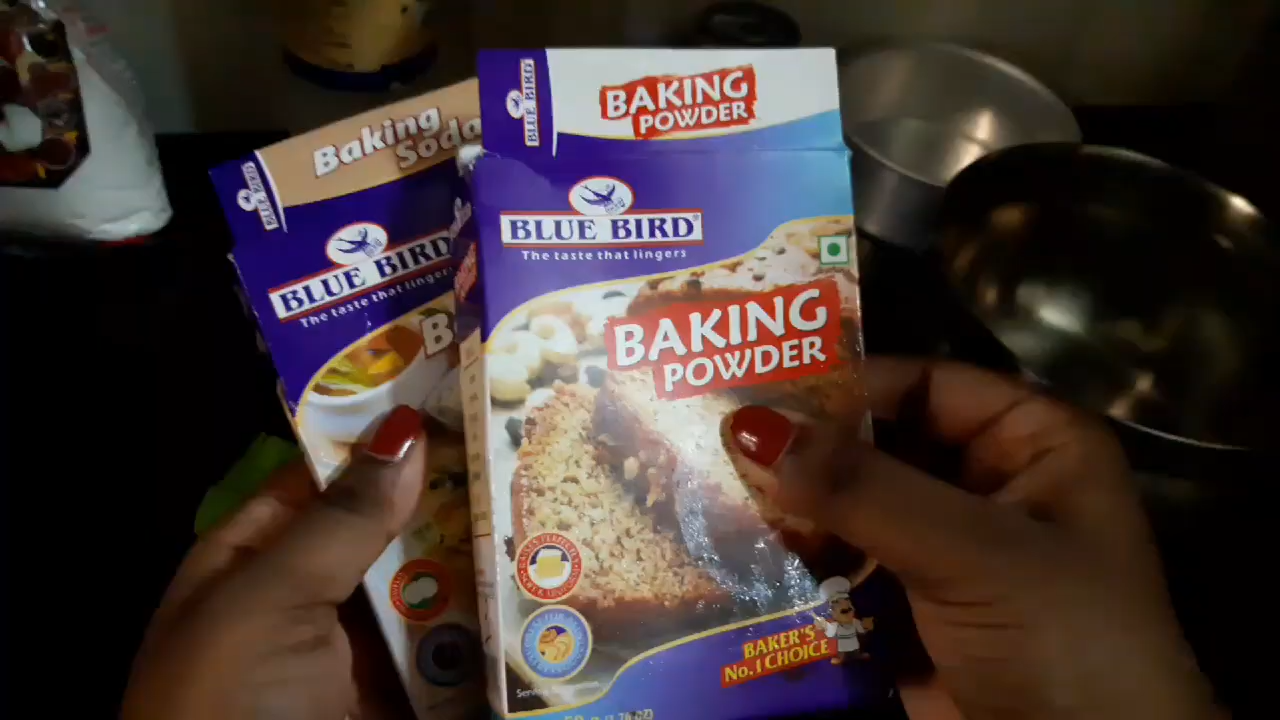 Baking
Soda
BLUE BIRD
BLUE BIRD
The taste that lingers
BLUE BIRD
BAKING
POWDER
BLUE BIRD®
The taste that lingers
BAKING
POWDER
BAKER'S
No.1 CHOICE